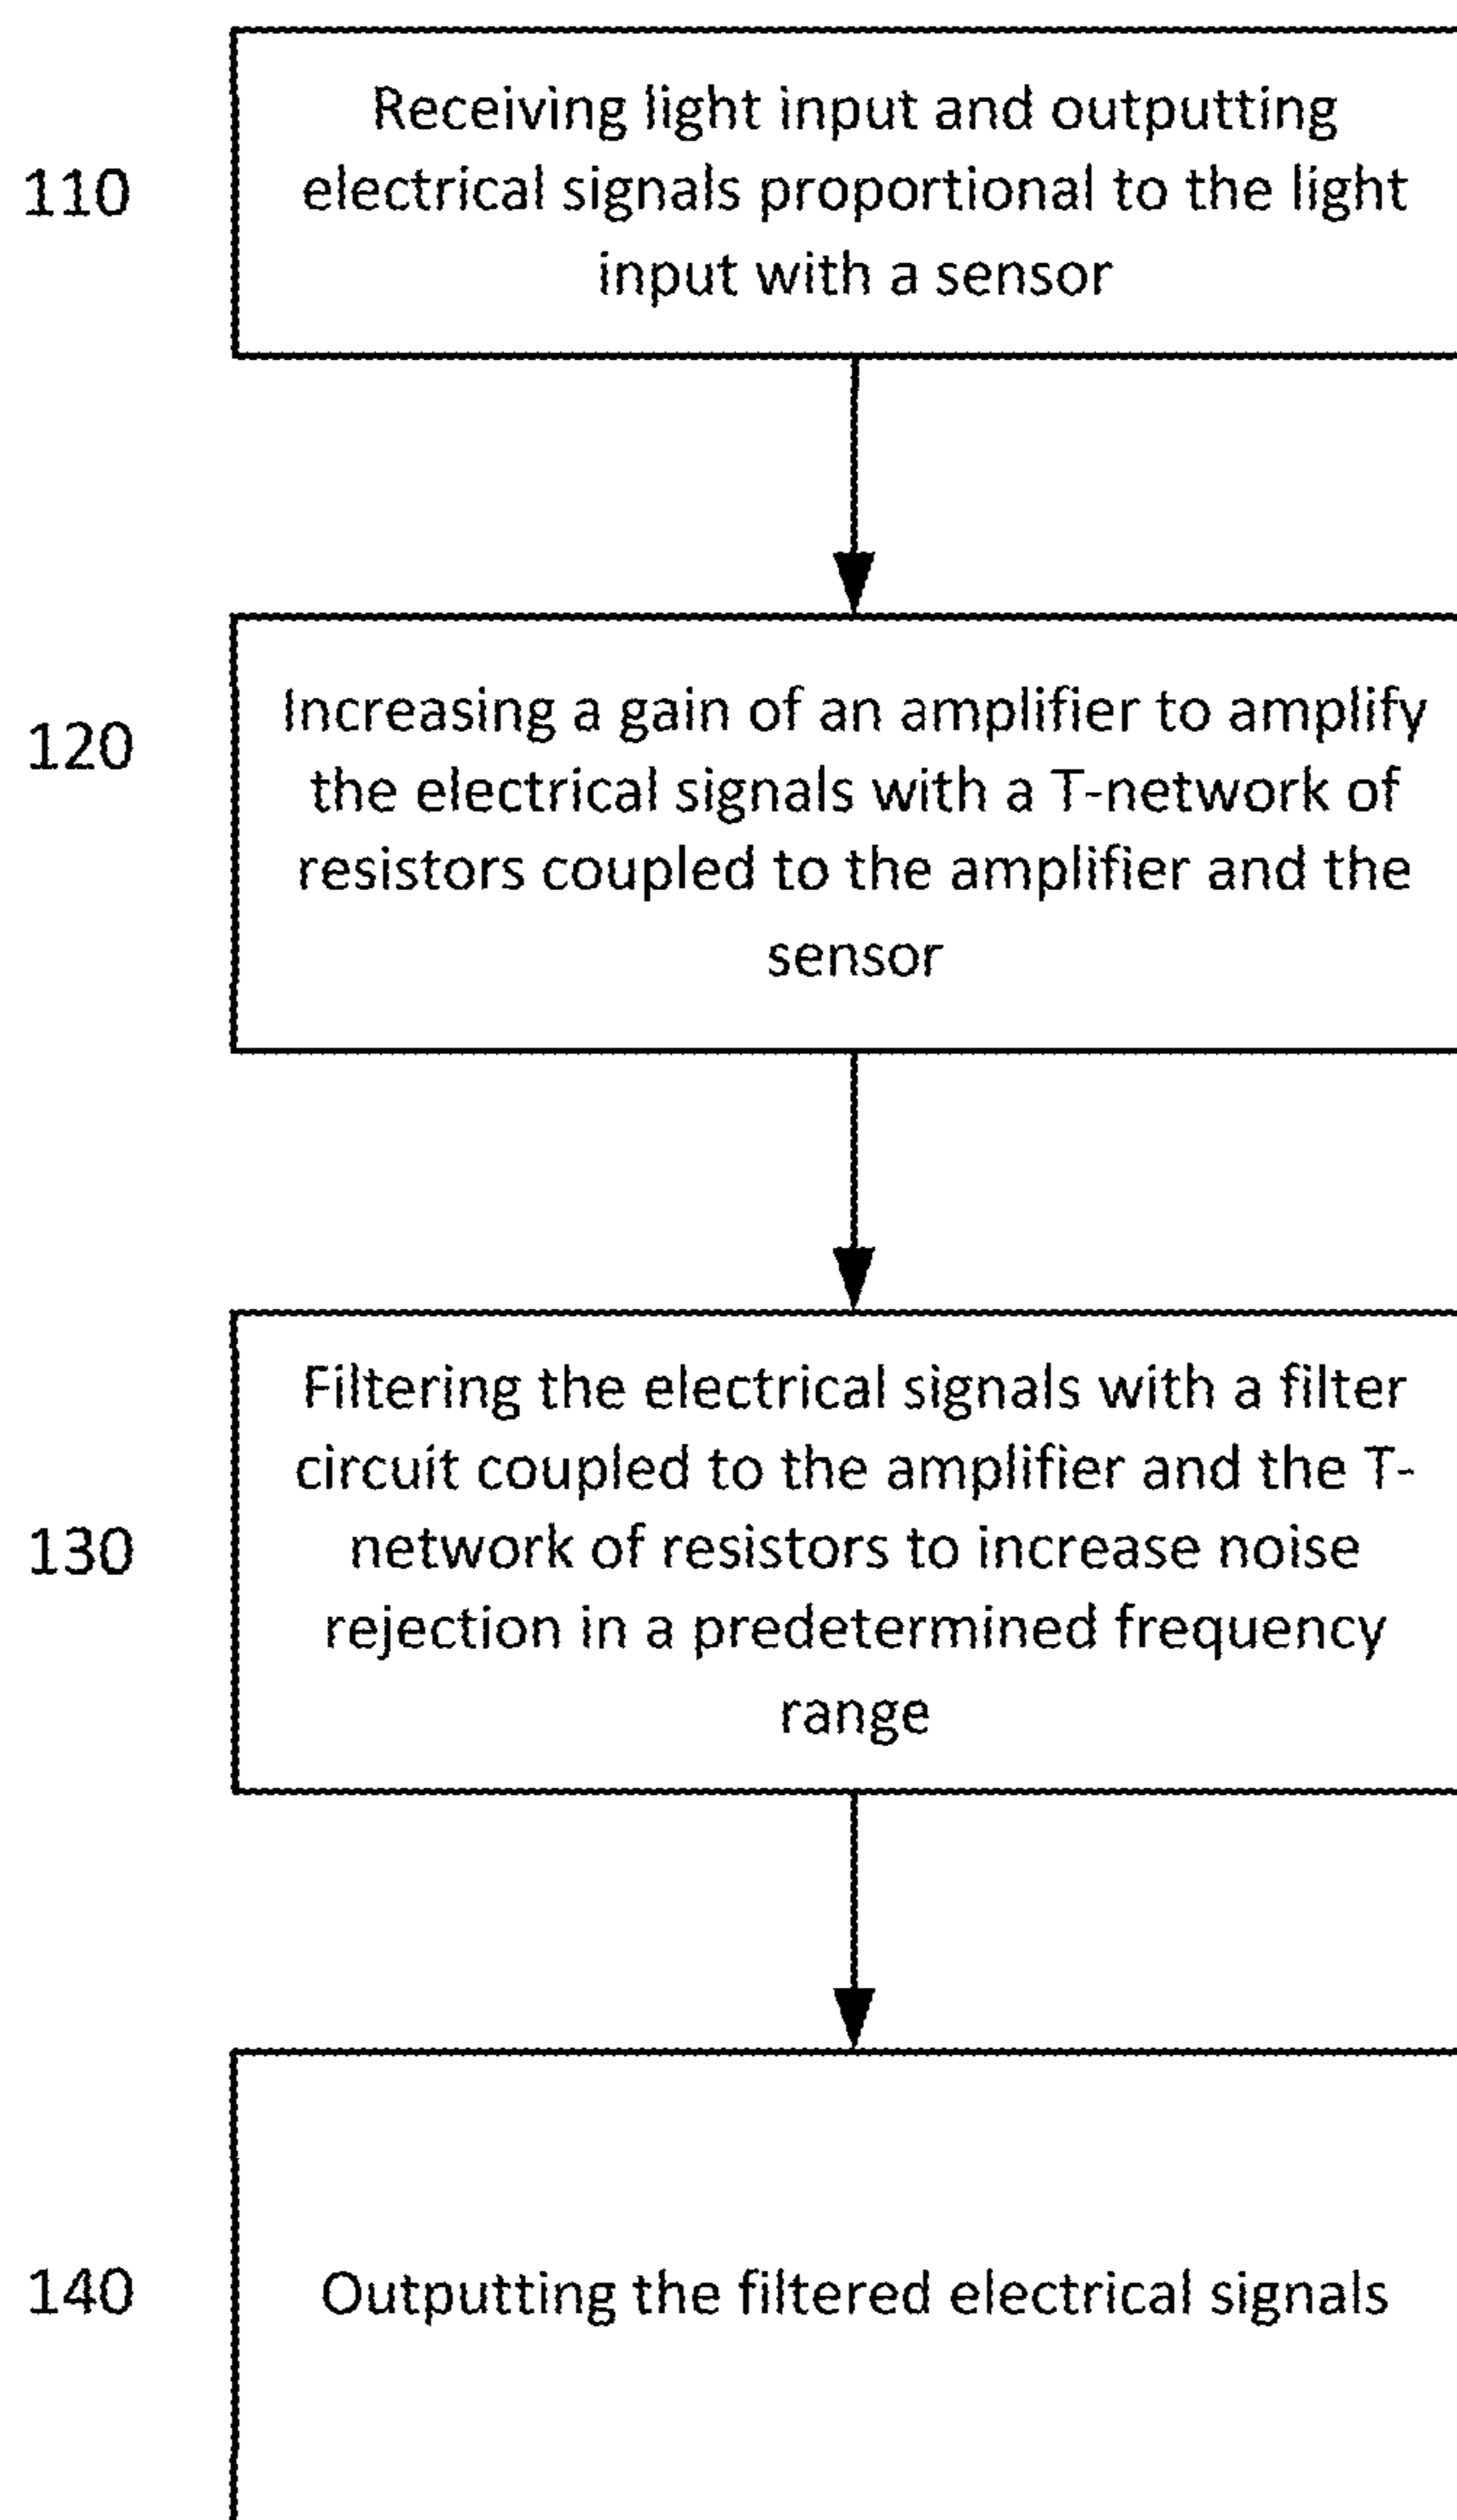 Receiving light input and outputting
110
electrical signals proportional to the light
input with a sensor
Increasing a gain of an amplifier to amplify
120
the electrical signals with a T-network of
resistors coupled to the amplifier and the
sensor
Filtering the electrical signals with a filter
circuit coupled to the amplifier and the T-
130
network of resistors to increase noise
rejection in a predetermined frequency
range
140
Outputting the filtered electrical signals